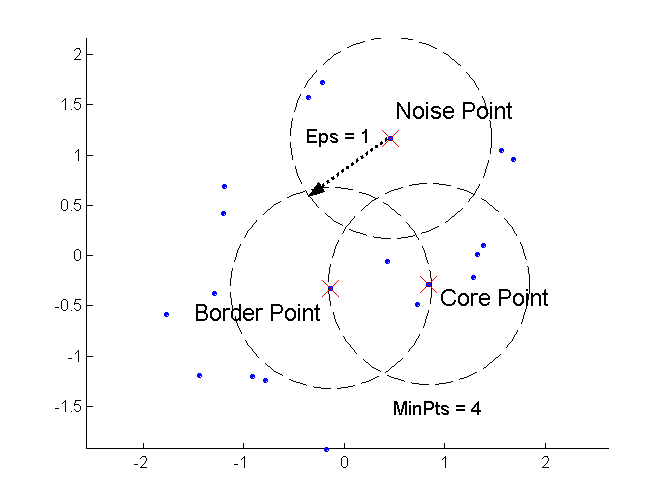 2
1.5
Noise Point
Eps = 1
1
0.5
0
-0.5
Border Point
Core Point
-1
-1.5
MinPts = 4
-2
-1
0
1
2